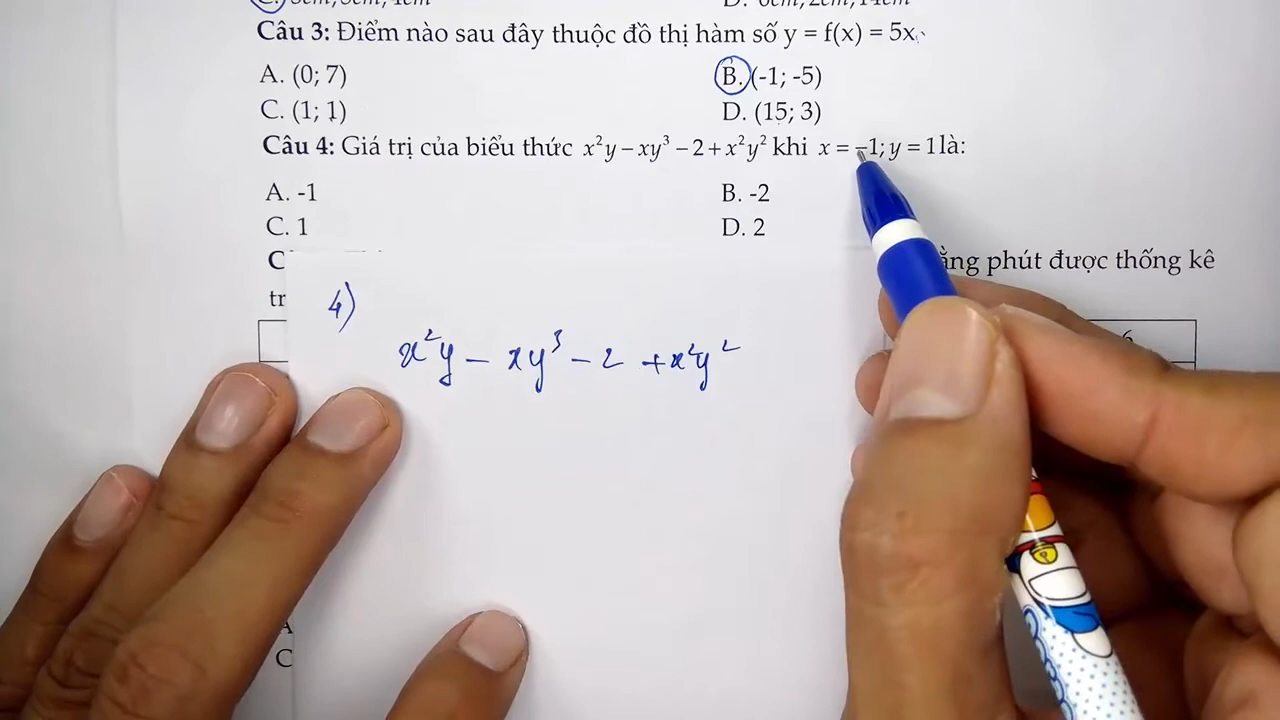 Câu 3: Điểm nào sau đây thuộc đồ thị hàm số y = f(x) = 5x.
A. (0; 7) B. (-1; -5)
C. (1; 1) D. (15; 3)
Câu 4: Giá trị của biểu thức x²y − xy³ − 2 + x²y² khi x = −1; y = 1 là:
A. -1 B. -2
C. 1 D. 2
ằng phút được thống kê
tr
4)
x²y − xy³ − 2 + x²y²
6
C